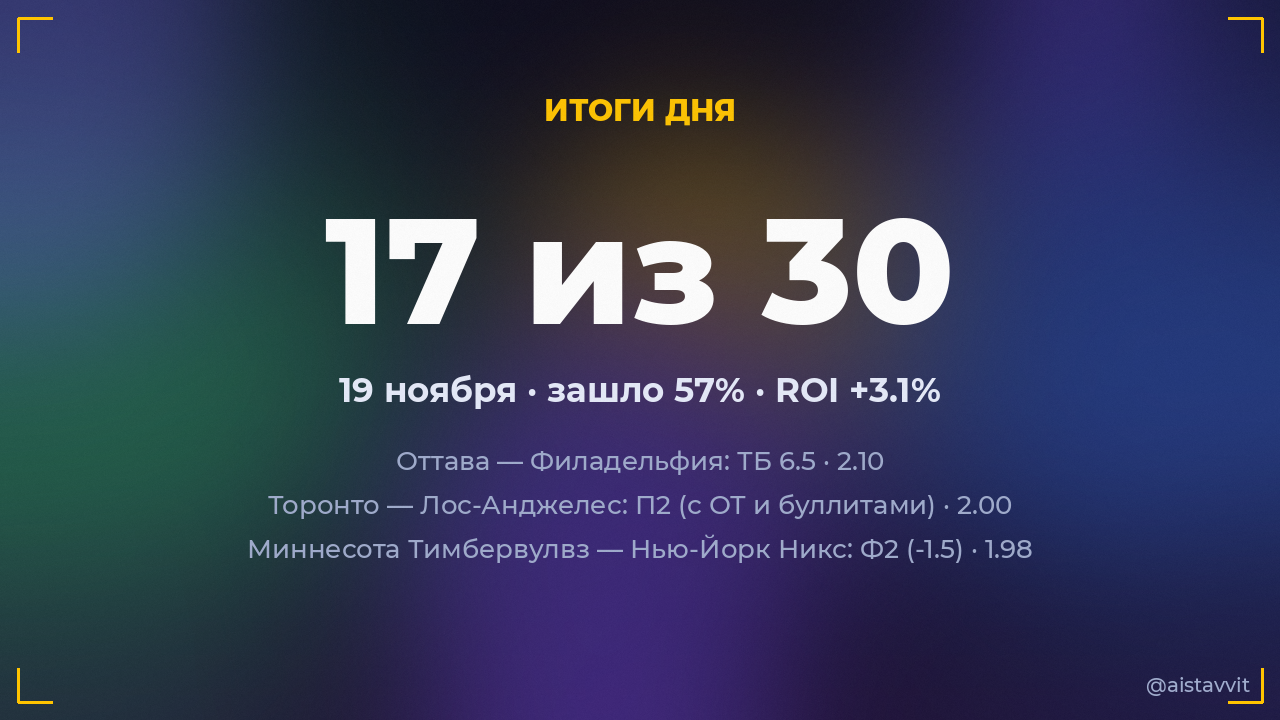 ИТОГИ ДНЯ
17 из 30
19 ноября · зашло 57% · ROI +3.1%
Оттава — Филадельфия: ТБ 6.5 · 2.10
Торонто — Лос-Анджелес: П2 (с ОТ и буллитами) · 2.00
Миннесота Тимбервулвз — Нью-Йорк Никс: Ф2 (-1.5) · 1.98
@aistavvit